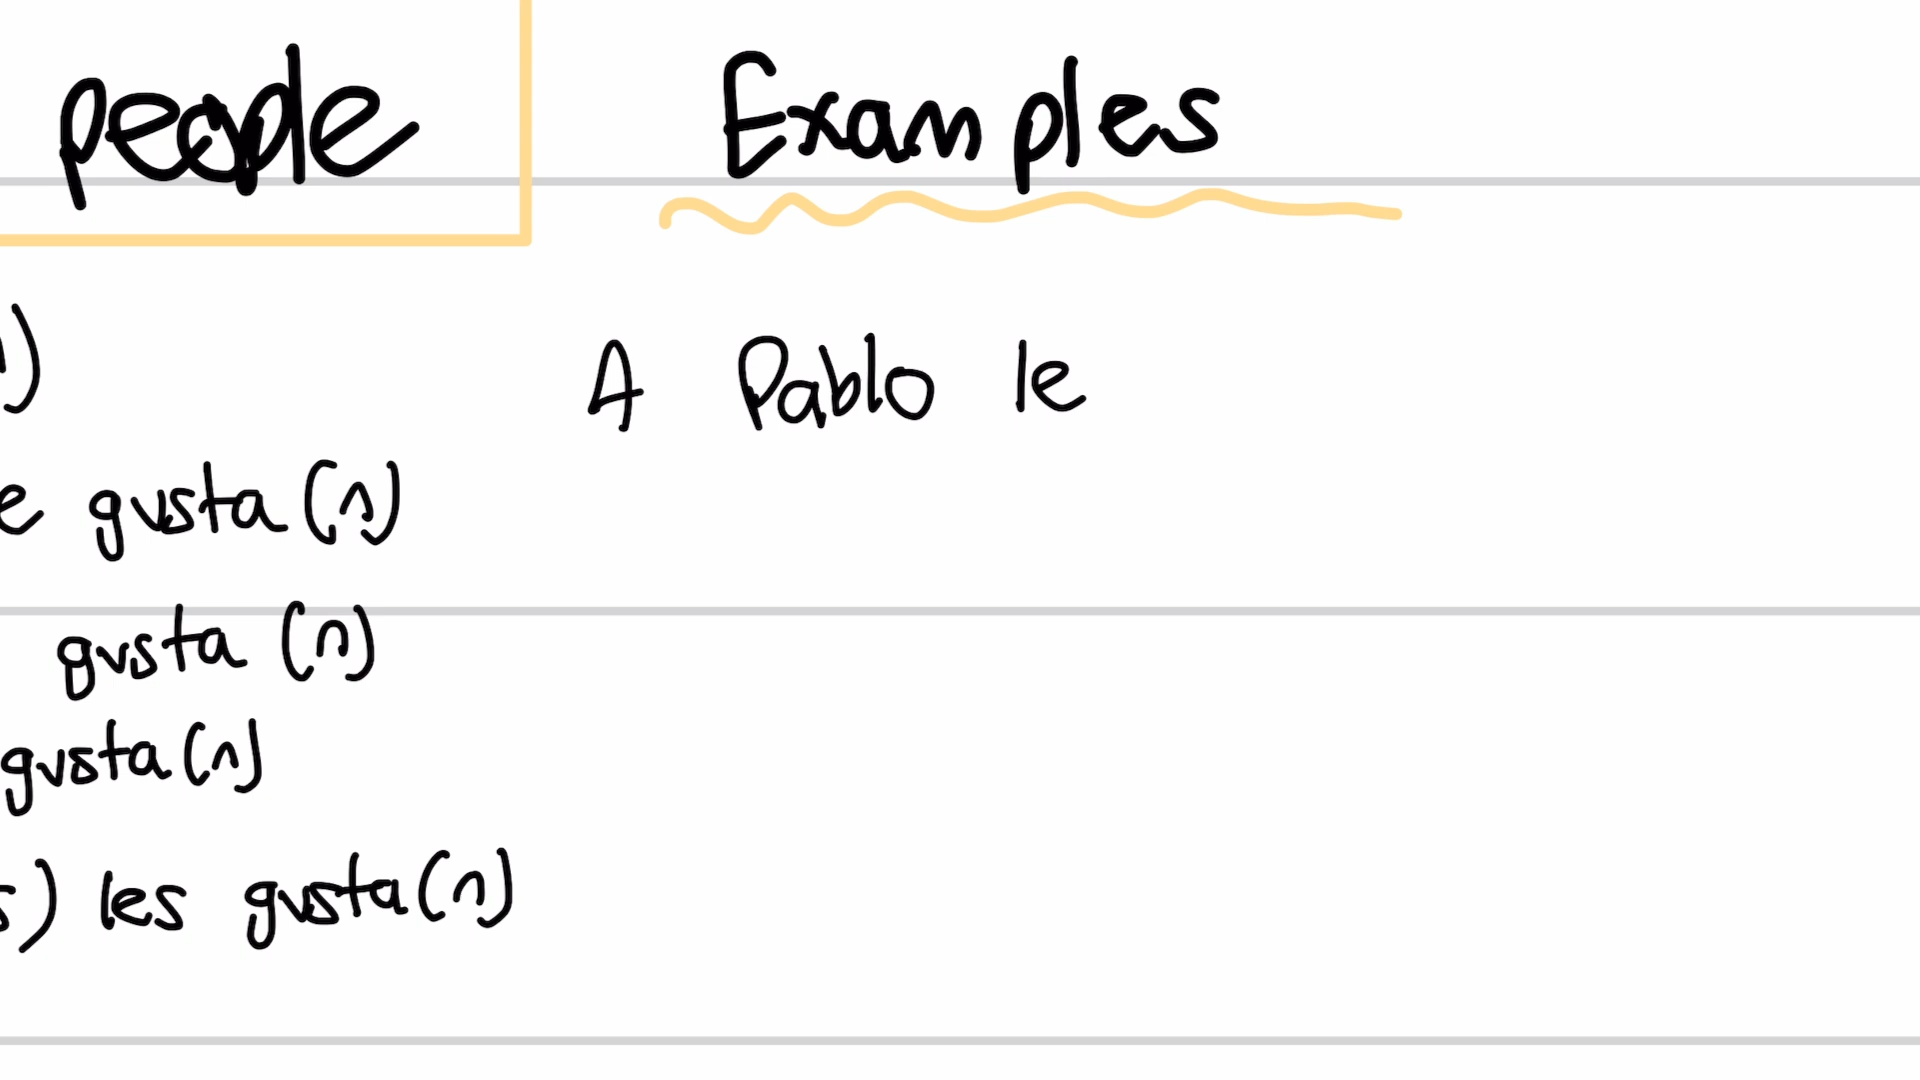 people
Examples
)
A Pablo le
e gusta (n)
gusta (n)
gusta (n)
s) les gusta (n)